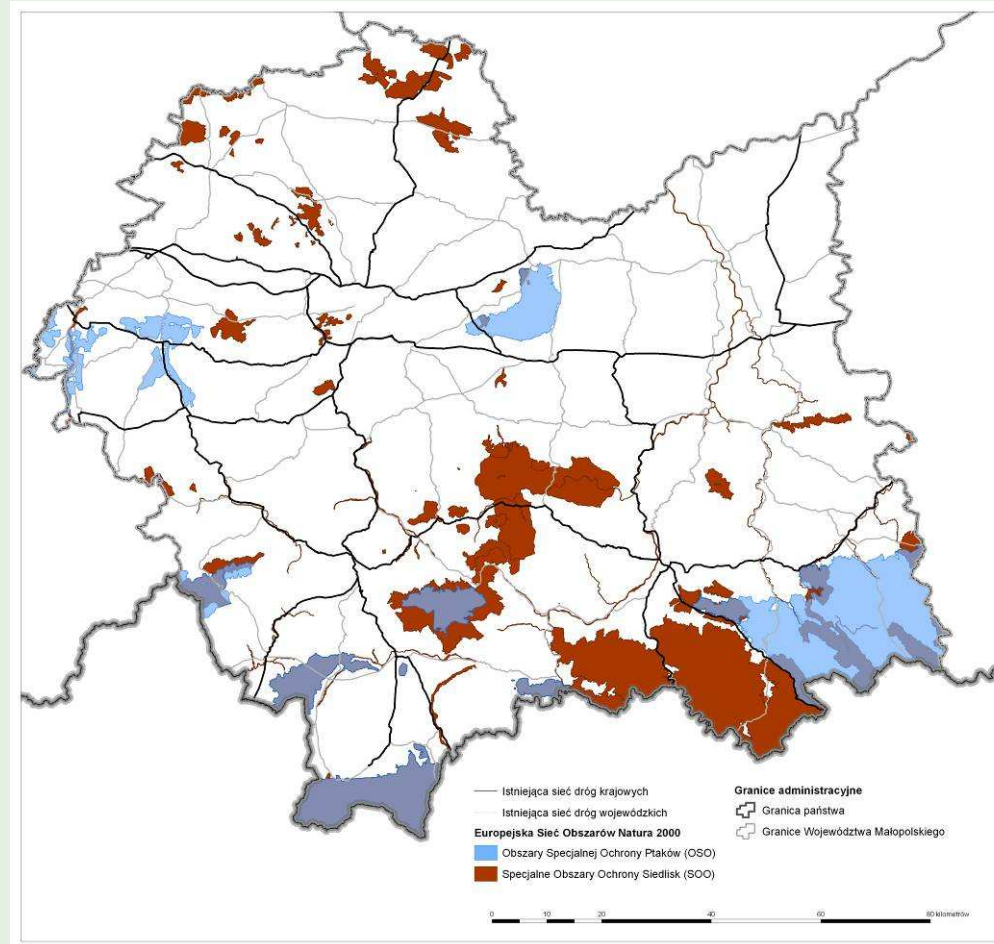 Istniejąca sieć dróg krajowych
Istniejąca sieć dróg wojewódzkich
Europejska Sieć Obszarów Natura 2000
Obszary Specjalnej Ochrony Ptaków (OSO)
Specjalne Obszary Ochrony Siedlisk (SOO)
Granice administracyjne
Granica państwa
Granice Województwa Małopolskiego
0 10 20 40 60 80 kilometrów